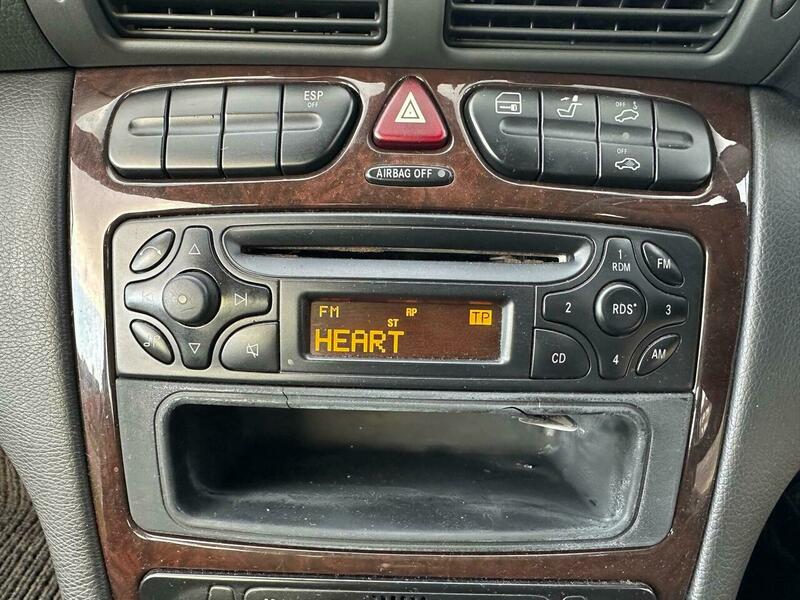 ESP
OFF
OFF
OFF
AIRBAG OFF
1
RDM
FM
2
RDS*
3
CD
4
AM
FM
RP
TP
ST
HEART